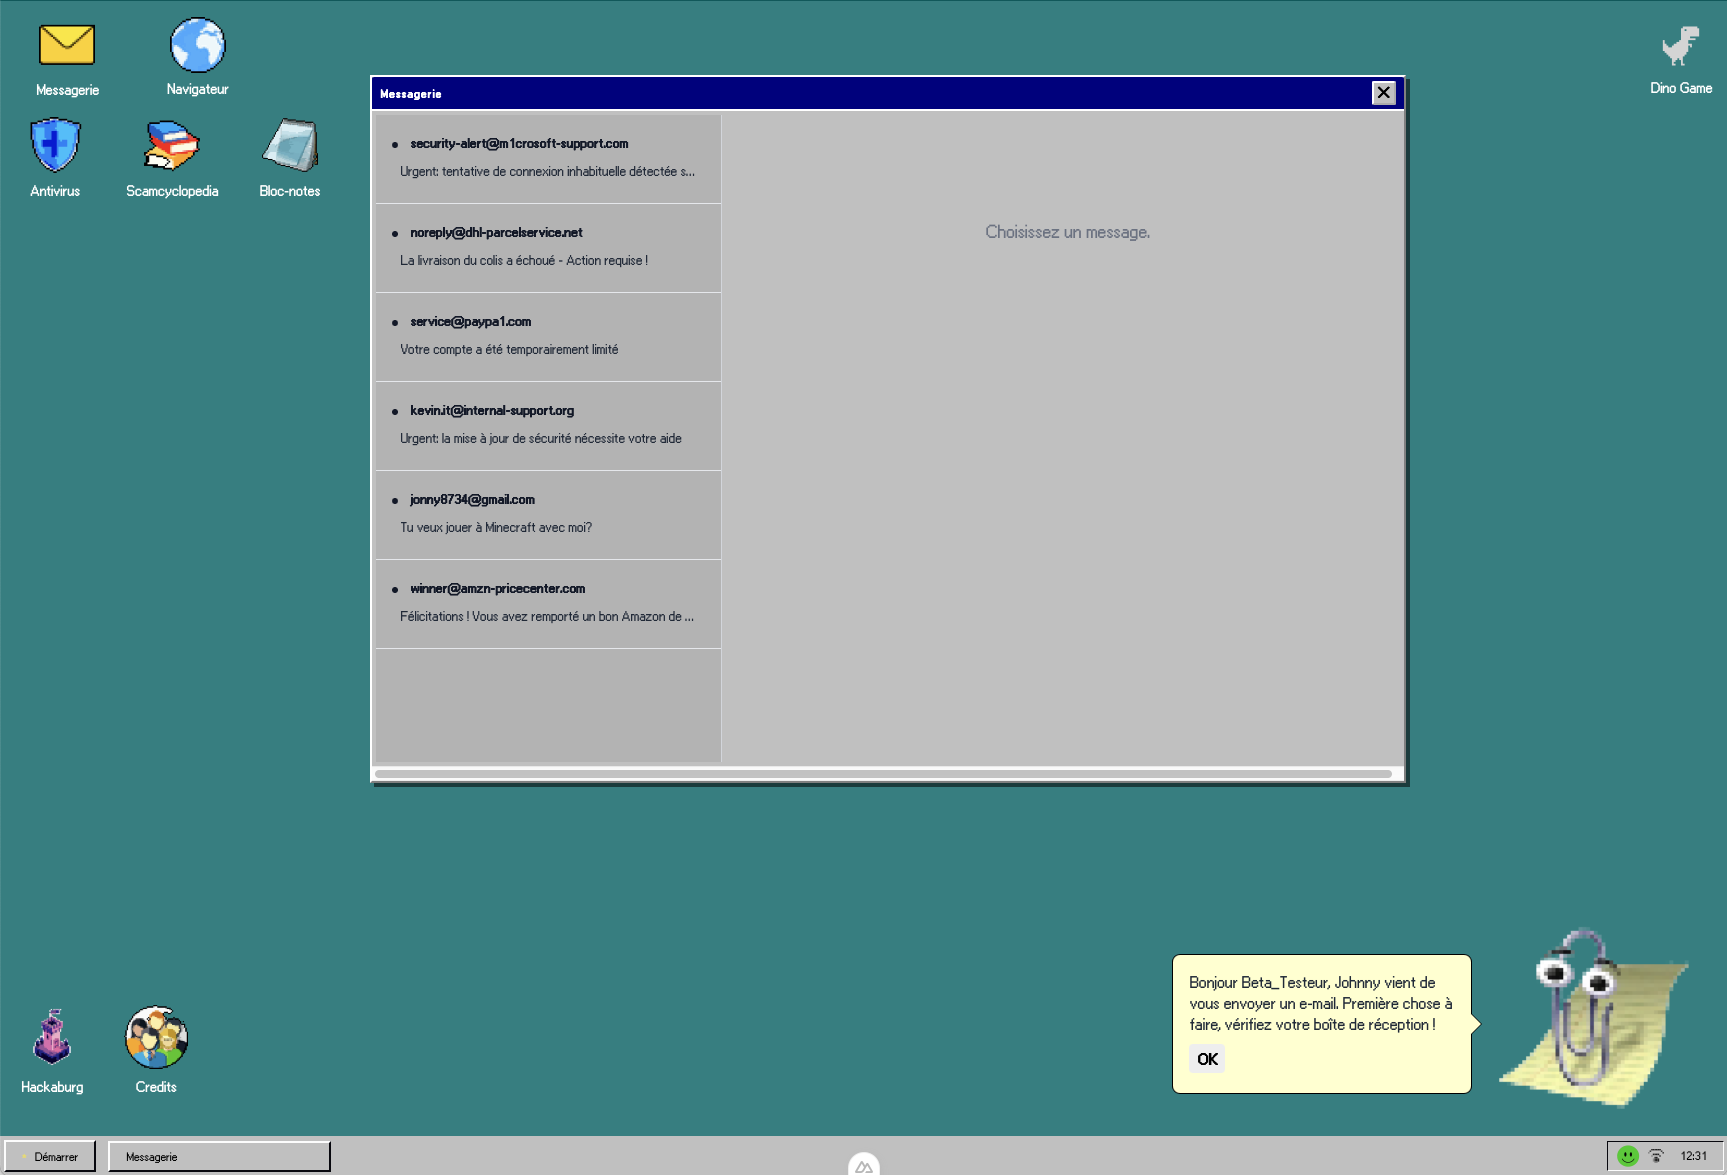 Messagerie
Navigateur
Dino Game
Antivirus
Scamcyclopedia
Bloc-notes
Messagerie
security-alert@m1crosoft-support.com
Urgent: tentative de connexion inhabituelle détectée s...
noreply@dhl-parcelservice.net
La livraison du colis a échoué - Action requise !
service@paypa1.com
Votre compte a été temporairement limité
kevin.it@internal-support.org
Urgent: la mise à jour de sécurité nécessite votre aide
jonny8734@gmail.com
Tu veux jouer à Minecraft avec moi?
winner@amzn-pricecenter.com
Félicitations ! Vous avez remporté un bon Amazon de ...
Choisissez un message.
Bonjour Beta_Testeur, Johnny vient de
vous envoyer un e-mail. Première chose à
faire, vérifiez votre boîte de réception !
OK
Hackaburg
Credits
Démarrer
Messagerie
12:31